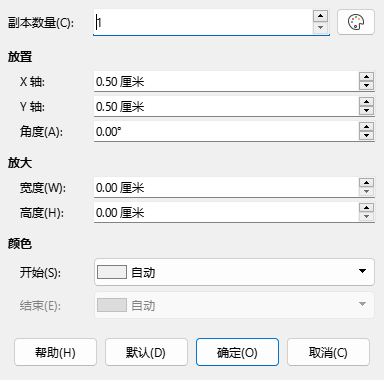 副本数量(C): 1
放置
X 轴: 0.50 厘米
Y 轴: 0.50 厘米
角度(A): 0.00°
放大
宽度(W): 0.00 厘米
高度(H): 0.00 厘米
颜色
开始(S): 自动
结束(E): 自动
帮助(H) 默认(D) 确定(O) 取消(C)